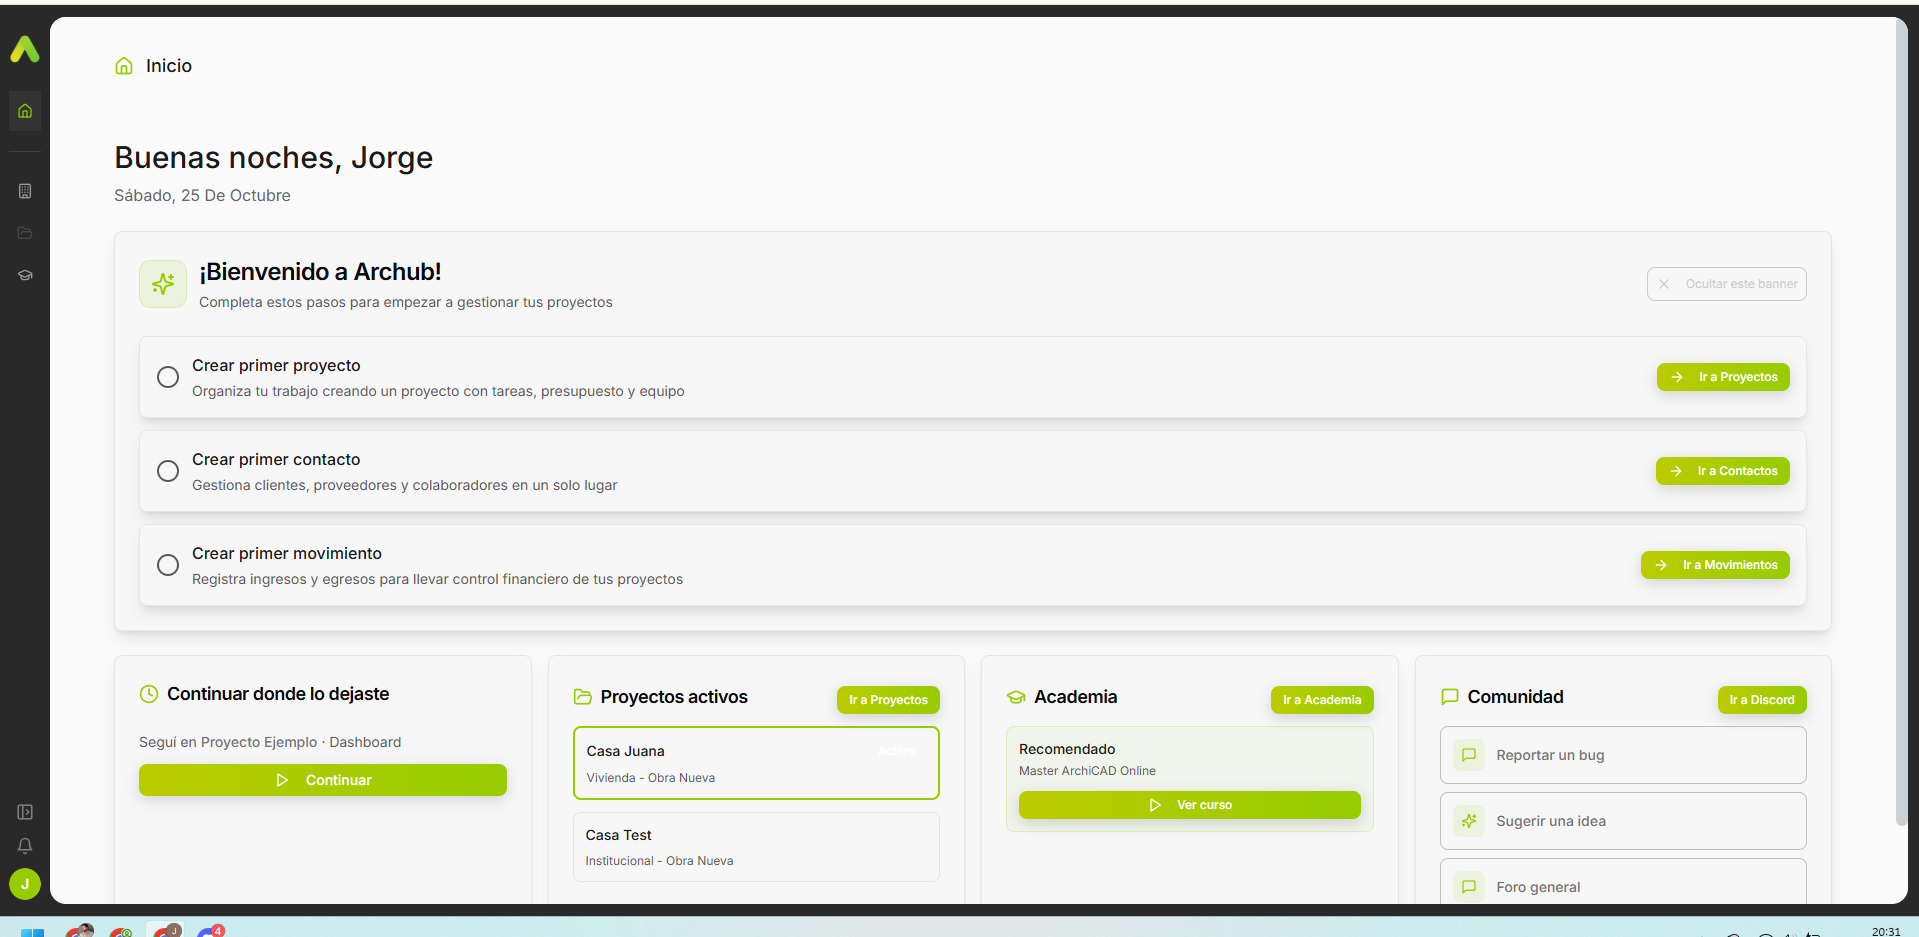 Inicio
Buenas noches, Jorge
Sábado, 25 De Octubre
¡Bienvenido a Archub!
Completa estos pasos para empezar a gestionar tus proyectos
Ocultar este banner
Crear primer proyecto
Organiza tu trabajo creando un proyecto con tareas, presupuesto y equipo
Ir a Proyectos
Crear primer contacto
Gestiona clientes, proveedores y colaboradores en un solo lugar
Ir a Contactos
Crear primer movimiento
Registra ingresos y egresos para llevar control financiero de tus proyectos
Ir a Movimientos
Continuar donde lo dejaste
Seguí en Proyecto Ejemplo · Dashboard
Continuar
Proyectos activos
Ir a Proyectos
Casa Juana
Activo
Vivienda - Obra Nueva
Casa Test
Institucional - Obra Nueva
Academia
Ir a Academia
Recomendado
Master ArchiCAD Online
Ver curso
Comunidad
Ir a Discord
Reportar un bug
Sugerir una idea
Foro general
J
J
4
20:31